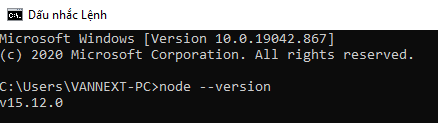 Dấu nhắc Lệnh
Microsoft Windows [Version 10.0.19042.867]
(c) 2020 Microsoft Corporation. All rights reserved.
C:\Users\VANNEXT-PC>node --version
v15.12.0